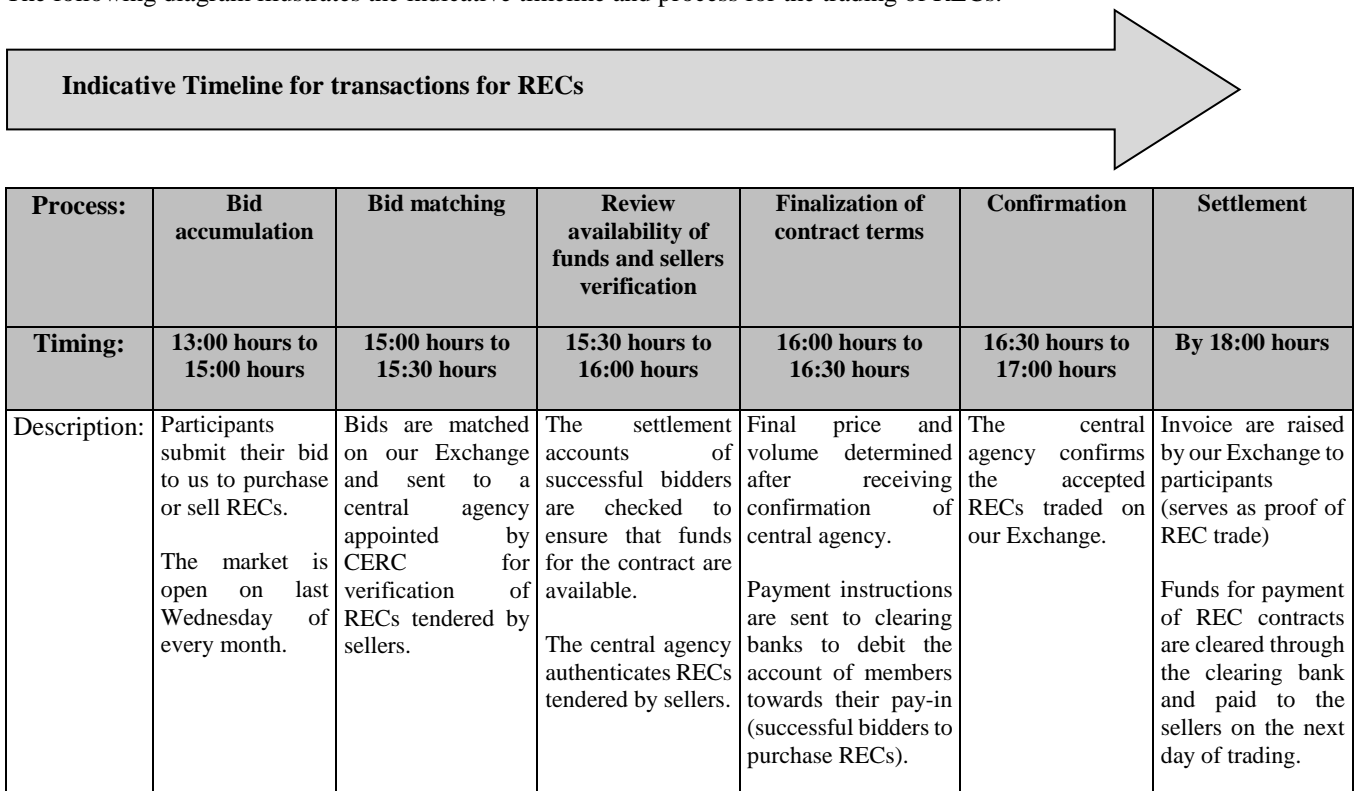 The following diagram illustrates the indicative timeline and process for the trading of RECs.
Indicative Timeline for transactions for RECs
Process:
Bid
accumulation
Bid matching
Review
availability of
funds and sellers
verification
Finalization of
contract terms
Confirmation
Settlement
Timing:
13:00 hours to
15:00 hours
15:00 hours to
15:30 hours
15:30 hours to
16:00 hours
16:00 hours to
16:30 hours
16:30 hours to
17:00 hours
By 18:00 hours
Description:
Participants
submit their bid
to us to purchase
or sell RECs.
The market is
open on last
Wednesday of
every month.
Bids are matched
on our Exchange
and sent to a
central agency
appointed by
CERC for
verification of
RECs tendered by
sellers.
The settlement
accounts of
successful bidders
are checked to
ensure that funds
for the contract are
available.
The central agency
authenticates RECs
tendered by sellers.
Final price and
volume determined
after receiving
confirmation of
central agency.
Payment instructions
are sent to clearing
banks to debit the
account of members
towards their pay-in
(successful bidders to
purchase RECs).
The central
agency confirms
the accepted
RECs traded on
our Exchange.
Invoice are raised
by our Exchange to
participants
(serves as proof of
REC trade)
Funds for payment
of REC contracts
are cleared through
the clearing bank
and paid to the
sellers on the next
day of trading.